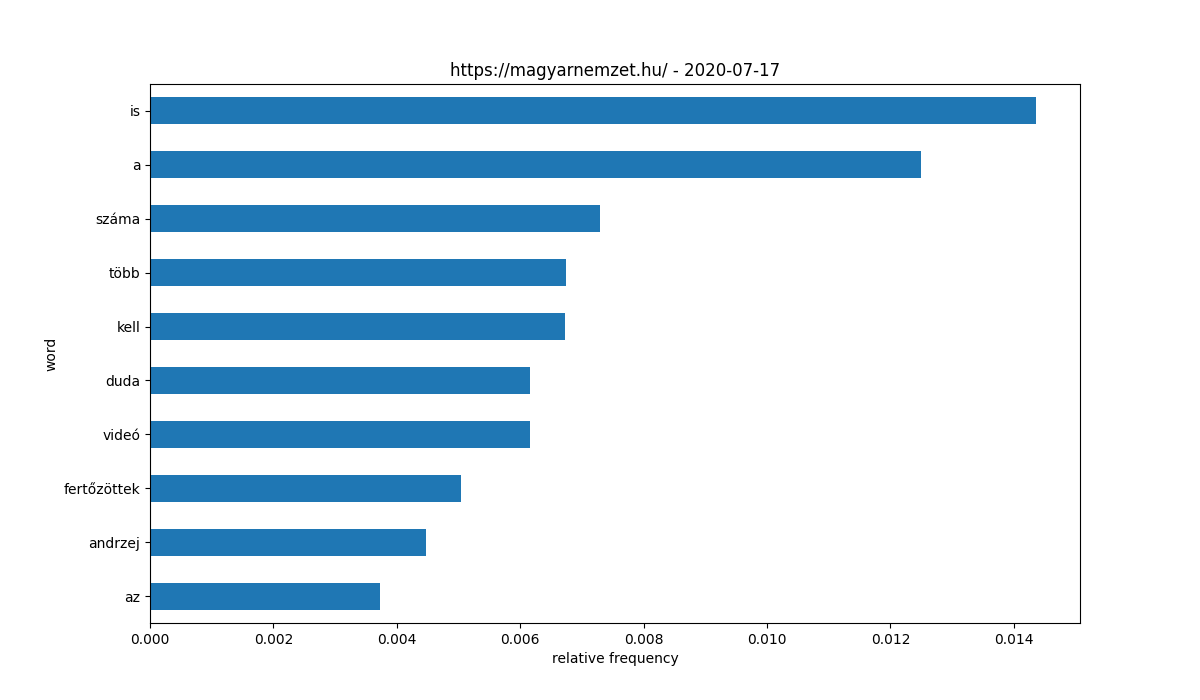 https://magyarnemzet.hu/ - 2020-07-17
is
a
száma
több
kell
duda
videó
fertőzöttek
andrzej
az
word
0.000 0.002 0.004 0.006 0.008 0.010 0.012 0.014
relative frequency